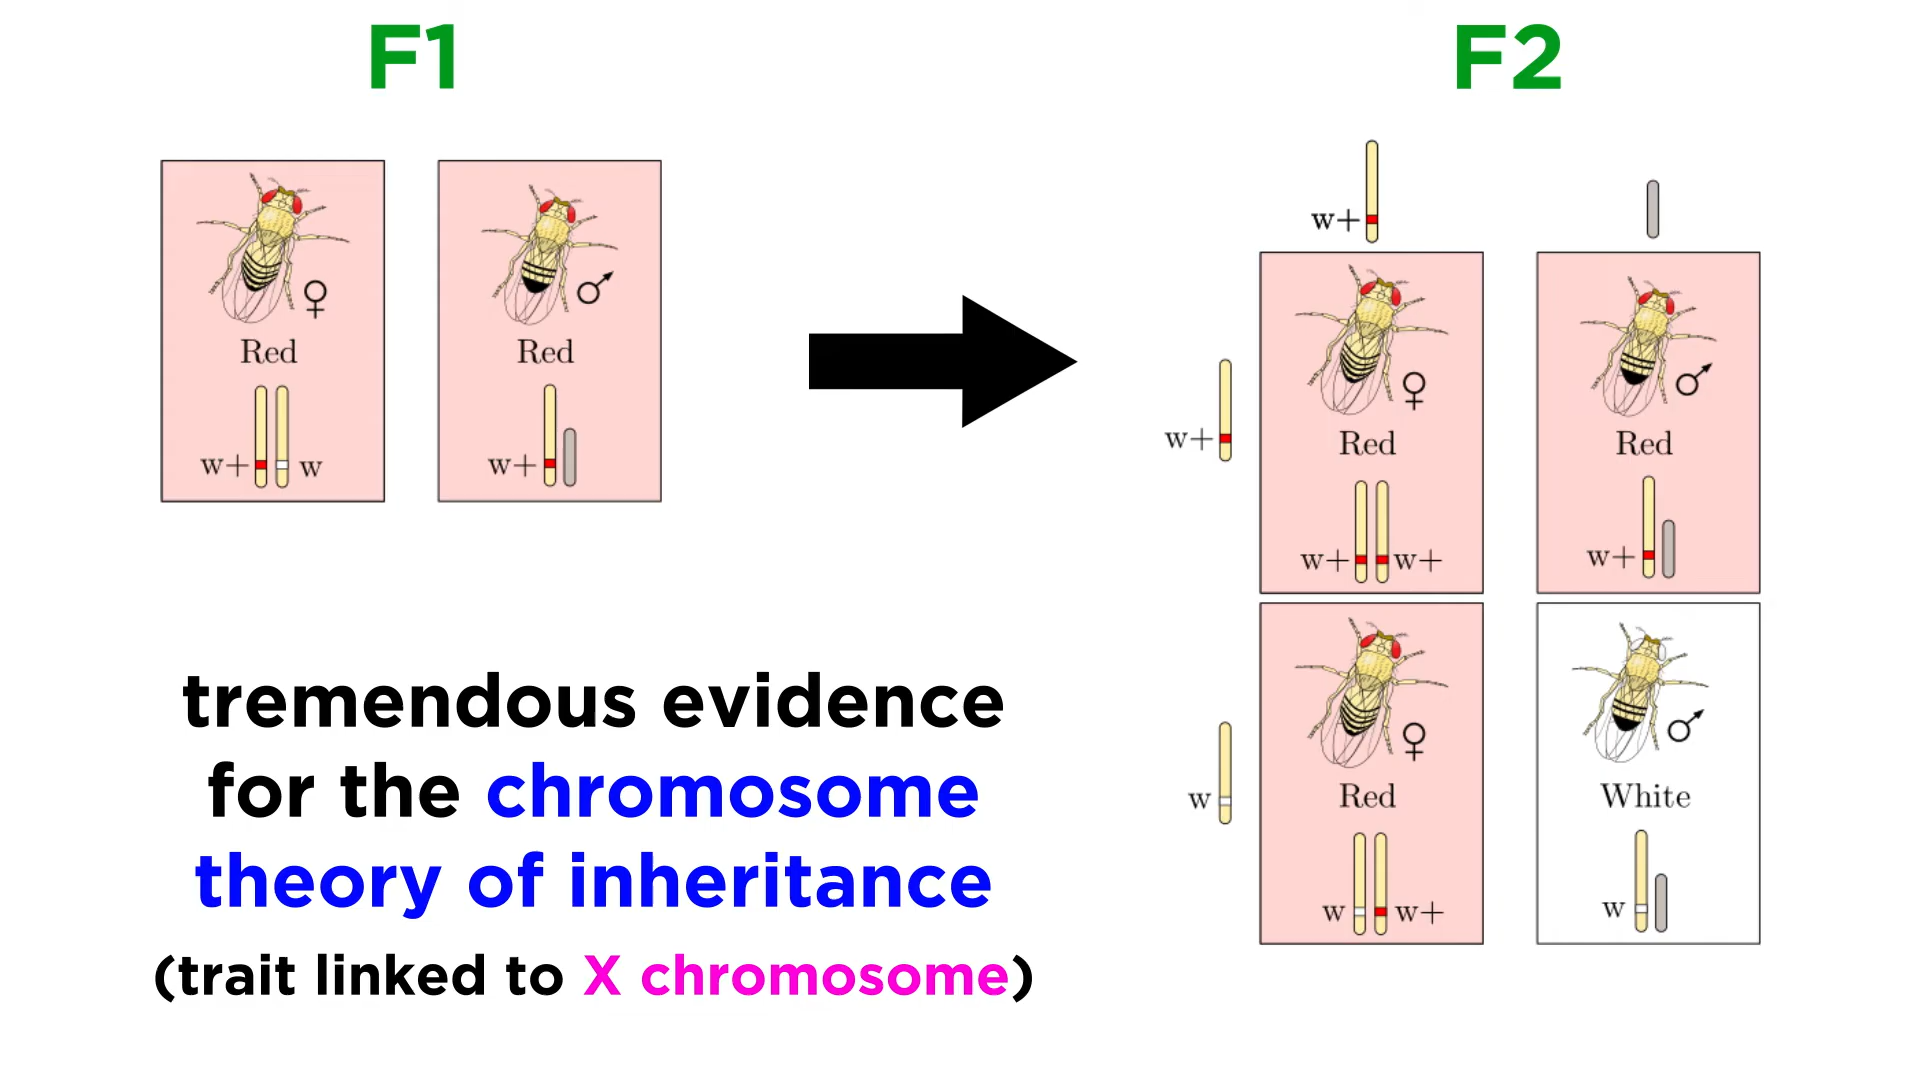 F1
F2
♀
Red
w+ w
♂
Red
w+
tremendous evidence
for the chromosome
theory of inheritance
(trait linked to X chromosome)
w+
w+
w
♀
Red
w+ w+
♂
Red
w+
♀
Red
w w+
♂
White
w